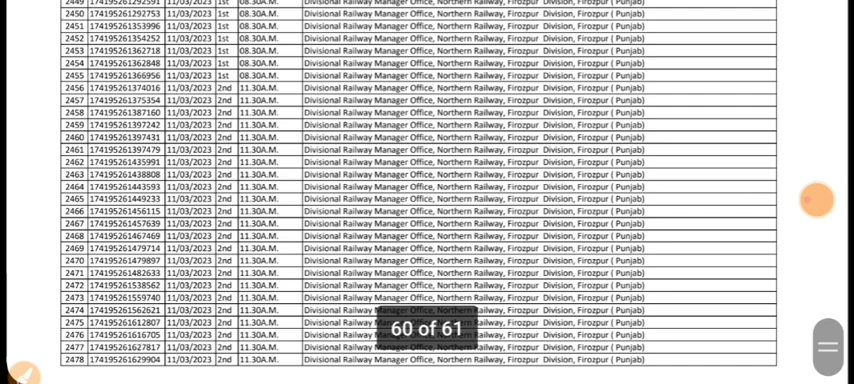 2449 174195261292591 11/03/2023 1st 08.30A.M. Divisional Railway Manager Office, Northern Railway, Firozpur Division, Firozpur ( Punjab)
2450 174195261292753 11/03/2023 1st 08.30A.M. Divisional Railway Manager Office, Northern Railway, Firozpur Division, Firozpur ( Punjab)
2451 174195261353996 11/03/2023 1st 08.30A.M. Divisional Railway Manager Office, Northern Railway, Firozpur Division, Firozpur ( Punjab)
2452 174195261354252 11/03/2023 1st 08.30A.M. Divisional Railway Manager Office, Northern Railway, Firozpur Division, Firozpur ( Punjab)
2453 174195261362718 11/03/2023 1st 08.30A.M. Divisional Railway Manager Office, Northern Railway, Firozpur Division, Firozpur ( Punjab)
2454 174195261362848 11/03/2023 1st 08.30A.M. Divisional Railway Manager Office, Northern Railway, Firozpur Division, Firozpur ( Punjab)
2455 174195261366956 11/03/2023 1st 08.30A.M. Divisional Railway Manager Office, Northern Railway, Firozpur Division, Firozpur ( Punjab)
2456 174195261374016 11/03/2023 2nd 11.30A.M. Divisional Railway Manager Office, Northern Railway, Firozpur Division, Firozpur ( Punjab)
2457 174195261375354 11/03/2023 2nd 11.30A.M. Divisional Railway Manager Office, Northern Railway, Firozpur Division, Firozpur ( Punjab)
2458 174195261387160 11/03/2023 2nd 11.30A.M. Divisional Railway Manager Office, Northern Railway, Firozpur Division, Firozpur ( Punjab)
2459 174195261397242 11/03/2023 2nd 11.30A.M. Divisional Railway Manager Office, Northern Railway, Firozpur Division, Firozpur ( Punjab)
2460 174195261397431 11/03/2023 2nd 11.30A.M. Divisional Railway Manager Office, Northern Railway, Firozpur Division, Firozpur ( Punjab)
2461 174195261397479 11/03/2023 2nd 11.30A.M. Divisional Railway Manager Office, Northern Railway, Firozpur Division, Firozpur ( Punjab)
2462 174195261435991 11/03/2023 2nd 11.30A.M. Divisional Railway Manager Office, Northern Railway, Firozpur Division, Firozpur ( Punjab)
2463 174195261438808 11/03/2023 2nd 11.30A.M. Divisional Railway Manager Office, Northern Railway, Firozpur Division, Firozpur ( Punjab)
2464 174195261443593 11/03/2023 2nd 11.30A.M. Divisional Railway Manager Office, Northern Railway, Firozpur Division, Firozpur ( Punjab)
2465 174195261449233 11/03/2023 2nd 11.30A.M. Divisional Railway Manager Office, Northern Railway, Firozpur Division, Firozpur ( Punjab)
2466 174195261456115 11/03/2023 2nd 11.30A.M. Divisional Railway Manager Office, Northern Railway, Firozpur Division, Firozpur ( Punjab)
2467 174195261457639 11/03/2023 2nd 11.30A.M. Divisional Railway Manager Office, Northern Railway, Firozpur Division, Firozpur ( Punjab)
2468 174195261467469 11/03/2023 2nd 11.30A.M. Divisional Railway Manager Office, Northern Railway, Firozpur Division, Firozpur ( Punjab)
2469 174195261479714 11/03/2023 2nd 11.30A.M. Divisional Railway Manager Office, Northern Railway, Firozpur Division, Firozpur ( Punjab)
2470 174195261479897 11/03/2023 2nd 11.30A.M. Divisional Railway Manager Office, Northern Railway, Firozpur Division, Firozpur ( Punjab)
2471 174195261482633 11/03/2023 2nd 11.30A.M. Divisional Railway Manager Office, Northern Railway, Firozpur Division, Firozpur ( Punjab)
2472 174195261538562 11/03/2023 2nd 11.30A.M. Divisional Railway Manager Office, Northern Railway, Firozpur Division, Firozpur ( Punjab)
2473 174195261559740 11/03/2023 2nd 11.30A.M. Divisional Railway Manager Office, Northern Railway, Firozpur Division, Firozpur ( Punjab)
2474 174195261562621 11/03/2023 2nd 11.30A.M. Divisional Railway Manager Office, Northern Railway, Firozpur Division, Firozpur ( Punjab)
2475 174195261612807 11/03/2023 2nd 11.30A.M. Divisional Railway Railway, Firozpur Division, Firozpur ( Punjab)
60 of 61
2476 174195261616705 11/03/2023 2nd 11.30A.M. Divisional Railway Railway, Firozpur Division, Firozpur ( Punjab)
2477 174195261627817 11/03/2023 2nd 11.30A.M. Divisional Railway Manager Office, Northern Railway, Firozpur Division, Firozpur ( Punjab)
2478 174195261629904 11/03/2023 2nd 11.30A.M. Divisional Railway Manager Office, Northern Railway, Firozpur Division, Firozpur ( Punjab)